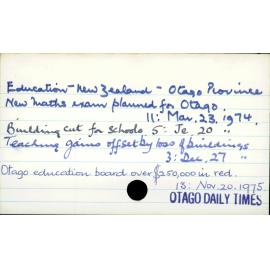 Education - New Zealand - Otago Province
New maths exam planned for Otago.
11: Mar. 23, 1974.
Building cut for schools 5: Je 20 "
Teaching gains offset by loss of buildings
3: Dec. 27 "
Otago education board over $250,000 in red.
18: Nov. 20, 1975
OTAGO DAILY TIMES